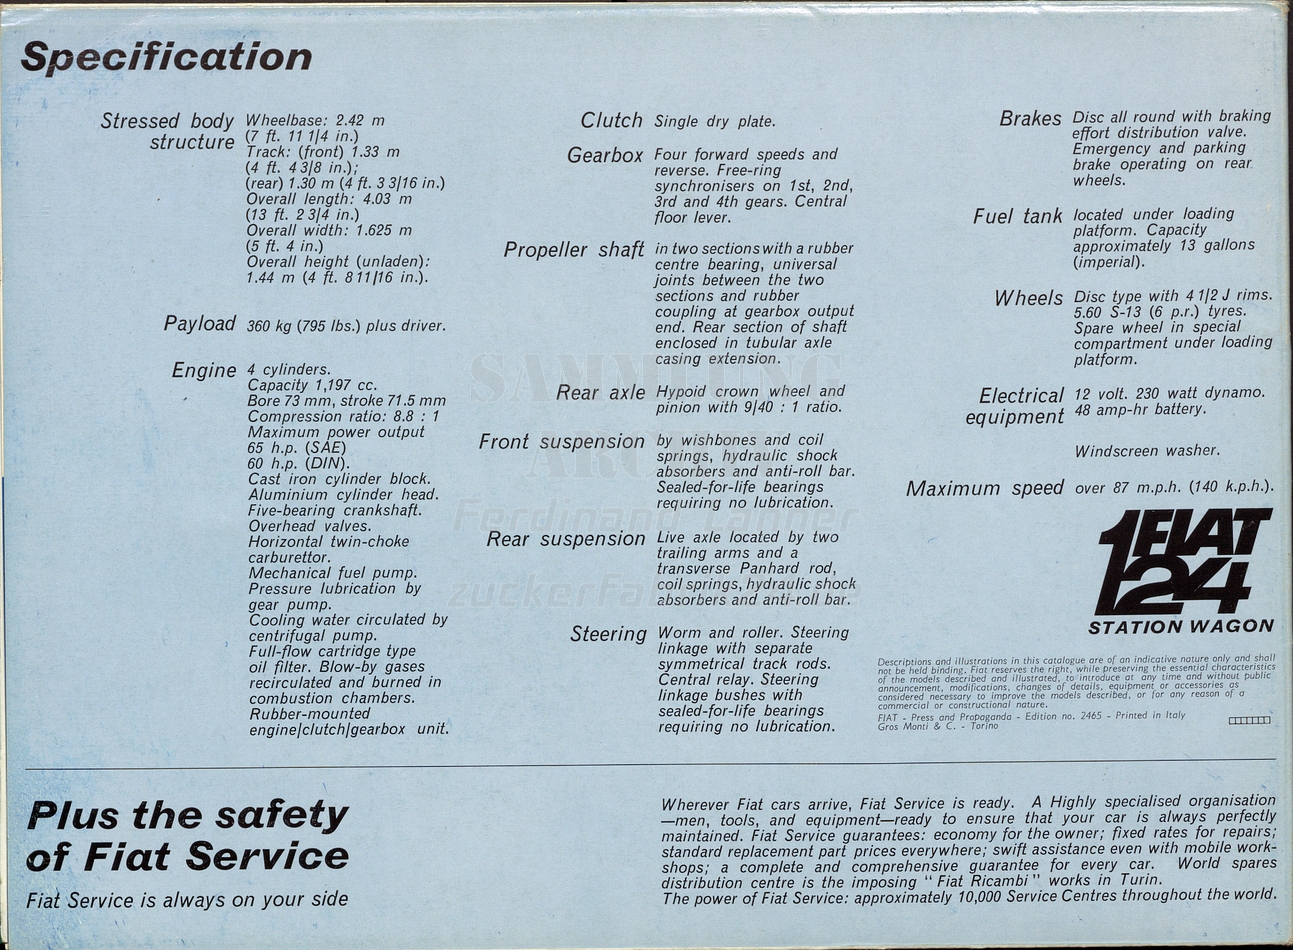 Specification
Stressed body
structure
Wheelbase: 2.42 m
(7 ft. 11 1/4 in.)
Track: (front) 1.33 m
(4 ft. 4 3/8 in.);
(rear) 1.30 m (4 ft. 3 3/16 in.)
Overall length: 4.03 m
(13 ft. 2 3/4 in.)
Overall width: 1.625 m
(5 ft. 4 in.)
Overall height (unladen):
1.44 m (4 ft. 8 11/16 in.).
Payload
360 kg (795 lbs.) plus driver.
Engine
4 cylinders.
Capacity 1,197 cc.
Bore 73 mm, stroke 71.5 mm
Compression ratio: 8.8 : 1
Maximum power output
65 h.p. (SAE)
60 h.p. (DIN).
Cast iron cylinder block.
Aluminium cylinder head.
Five-bearing crankshaft.
Overhead valves.
Horizontal twin-choke
carburettor.
Mechanical fuel pump.
Pressure lubrication by
gear pump.
Cooling water circulated by
centrifugal pump.
Full-flow cartridge type
oil filter. Blow-by gases
recirculated and burned in
combustion chambers.
Rubber-mounted
engine/clutch/gearbox unit.
Clutch
Single dry plate.
Gearbox
Four forward speeds and
reverse. Free-ring
synchronisers on 1st, 2nd,
3rd and 4th gears. Central
floor lever.
Propeller shaft
in two sections with a rubber
centre bearing, universal
joints between the two
sections and rubber
coupling at gearbox output
end. Rear section of shaft
enclosed in tubular axle
casing extension.
Rear axle
Hypoid crown wheel and
pinion with 9/40 : 1 ratio.
Front suspension
by wishbones and coil
springs, hydraulic shock
absorbers and anti-roll bar.
Sealed-for-life bearings
requiring no lubrication.
Rear suspension
Live axle located by two
trailing arms and a
transverse Panhard rod,
coil springs, hydraulic shock
absorbers and anti-roll bar.
Steering
Worm and roller. Steering
linkage with separate
symmetrical track rods.
Central relay. Steering
linkage bushes with
sealed-for-life bearings
requiring no lubrication.
Brakes
Disc all round with braking
effort distribution valve.
Emergency and parking
brake operating on rear
wheels.
Fuel tank
located under loading
platform. Capacity
approximately 13 gallons
(imperial).
Wheels
Disc type with 4 1/2 J rims.
5.60 S-13 (6 p.r.) tyres.
Spare wheel in special
compartment under loading
platform.
Electrical
equipment
12 volt. 230 watt dynamo.
48 amp-hr battery.
Windscreen washer.
Maximum speed
over 87 m.p.h. (140 k.p.h.).
FIAT
124
STATION WAGON
Descriptions and illustrations in this catalogue are of an indicative nature only and shall
not be held binding. Fiat reserves the right, while preserving the essential characteristics
of the models described and illustrated, to introduce at any time and without public
announcement, modifications, changes of details, equipment or accessories as
considered necessary to improve the models described, or for any reason of a
commercial or constructional nature.
FIAT - Press and Propaganda - Edition no. 2465 - Printed in Italy
Gros Monti & C. - Torino
Plus the safety
of Fiat Service
Fiat Service is always on your side
Wherever Fiat cars arrive, Fiat Service is ready. A Highly specialised organisation
—men, tools, and equipment—ready to ensure that your car is always perfectly
maintained. Fiat Service guarantees: economy for the owner; fixed rates for repairs;
standard replacement part prices everywhere; swift assistance even with mobile work-
shops; a complete and comprehensive guarantee for every car. World spares
distribution centre is the imposing "Fiat Ricambi" works in Turin.
The power of Fiat Service: approximately 10,000 Service Centres throughout the world.